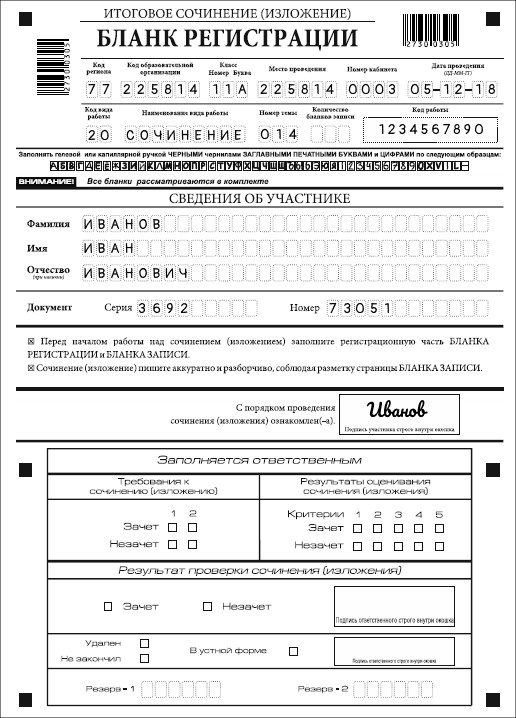 ИТОГОВОЕ СОЧИНЕНИЕ (ИЗЛОЖЕНИЕ)
БЛАНК РЕГИСТРАЦИИ
2730305
2730305
Код региона
Код образовательной организации
Класс
Номер Буква
Место проведения
Номер кабинета
Дата проведения (ДД-ММ-ГГ)
77 225814 11А 225814 0003 05-12-18
Код вида работы
Наименование вида работы
Номер темы
Количество бланков записи
Код работы
20 СОЧИНЕНИЕ 014 1234567890
Заполнять гелевой или капиллярной ручкой ЧЕРНЫМИ чернилами ЗАГЛАВНЫМИ ПЕЧАТНЫМИ БУКВАМИ и ЦИФРАМИ по следующим образцам:
АБВГДЕЁЖЗИЙКЛМНОПРСТУФХЦЧШЩЪЫЬЭЮЯ1234567890XVIL-
ВНИМАНИЕ! Все бланки рассматриваются в комплекте
СВЕДЕНИЯ ОБ УЧАСТНИКЕ
Фамилия ИВАНОВ
Имя ИВАН
Отчество ИВАНОВИЧ
(при наличии)
Документ Серия 3692 Номер 73051
☒ Перед началом работы над сочинением (изложением) заполните регистрационную часть БЛАНКА
РЕГИСТРАЦИИ и БЛАНКА ЗАПИСИ.
☒ Сочинение (изложение) пишите аккуратно и разборчиво, соблюдая разметку страницы БЛАНКА ЗАПИСИ.
С порядком проведения
сочинения (изложения) ознакомлен(–а).
Иванов
Подпись участника строго внутри окошка
Заполняется ответственным
Требования к
сочинению (изложению)
Результаты оценивания
сочинения (изложения)
1 2
Зачет
Незачет
Критерии 1 2 3 4 5
Зачет
Незачет
Результат проверки сочинения (изложения)
Зачет Незачет
Подпись ответственного строго внутри окошка
Удален
Не закончил
В устной форме
Подпись ответственного строго внутри окошка
Резерв - 1 Резерв - 2